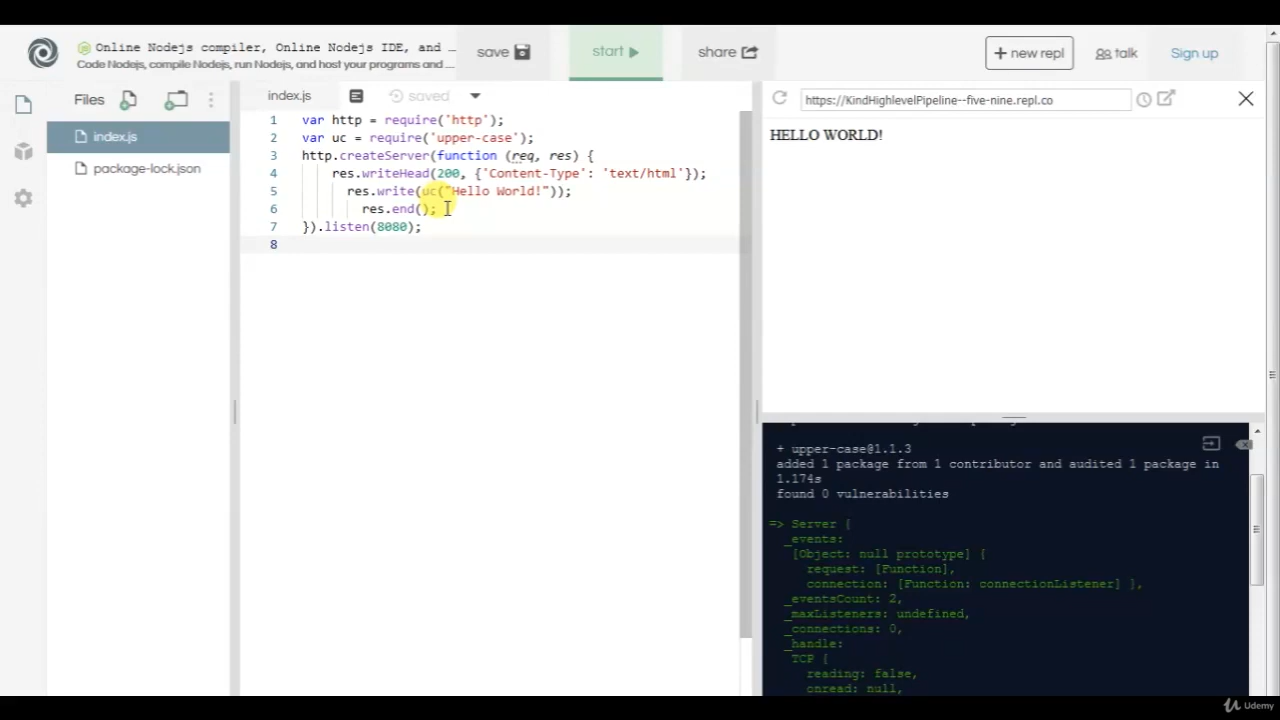 Online Nodejs compiler, Online Nodejs IDE, and ...
Code Nodejs, compile Nodejs, run Nodejs, and host your programs and ...
save
start
share
+ new repl
talk
Sign up
Files
index.js
package-lock.json
index.js
saved
https://KindHighlevelPipeline--five-nine.repl.co
1 var http = require('http');
2 var uc = require('upper-case');
3 http.createServer(function (req, res) {
4 res.writeHead(200, {'Content-Type': 'text/html'});
5 res.write(uc("Hello World!"));
6 res.end();
7 }).listen(8080);
8
HELLO WORLD!
+ upper-case@1.1.3
added 1 package from 1 contributor and audited 1 package in
1.174s
found 0 vulnerabilities
=> Server {
_events:
[Object: null prototype] {
request: [Function],
connection: [Function: connectionListener] },
_eventsCount: 2,
_maxListeners: undefined,
_connections: 0,
_handle:
TCP {
reading: false,
onread: null,
Udemy